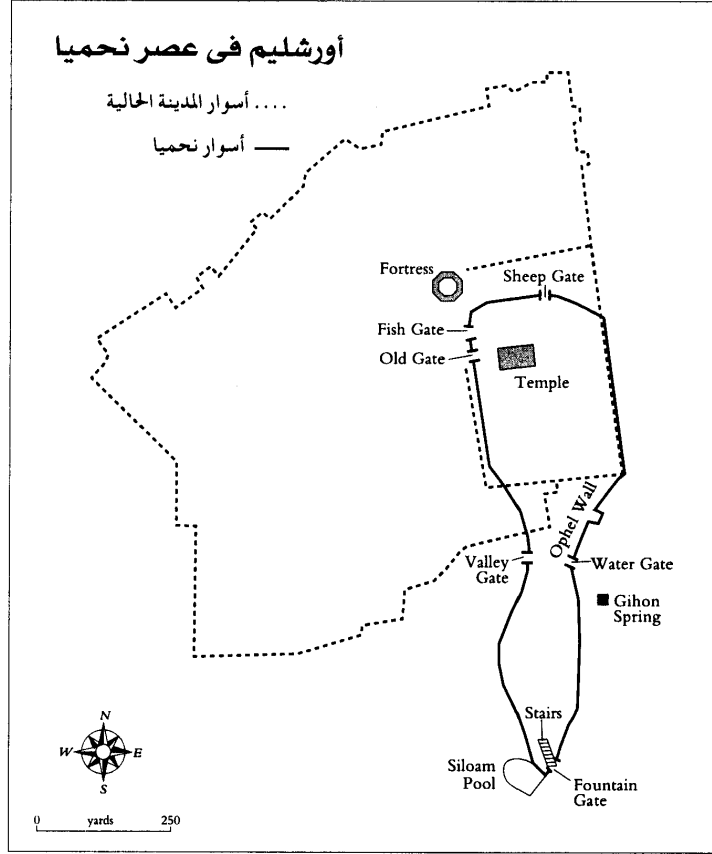 أورشليم فى عصر نحميا
.... أسوار المدينة الحالية
— أسوار نحميا
Fortress
Sheep Gate
Fish Gate
Old Gate
Temple
Ophel Wall
Valley
Gate
Water Gate
Gihon
Spring
Stairs
Siloam
Pool
Fountain
Gate
N
W E
S
0 yards 250